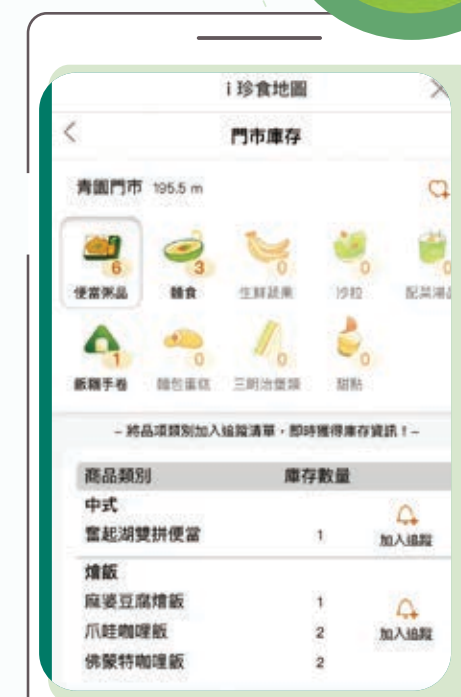 i 珍食地圖
門市庫存
青園門市 195.5 m
6 3 0 0 0
便當粥品 麵食 生鮮蔬果 沙拉
1 0 0 0
飯糰手卷 麵包蛋糕 三明治堡類 甜點
– 將品項類別加入追蹤清單,即時獲得庫存資訊!–
商品類別 庫存數量
中式
奮起湖雙拼便當 1 加入追蹤
燴飯
麻婆豆腐燴飯 1
爪哇咖哩飯 2 加入追蹤
佛蒙特咖哩飯 2